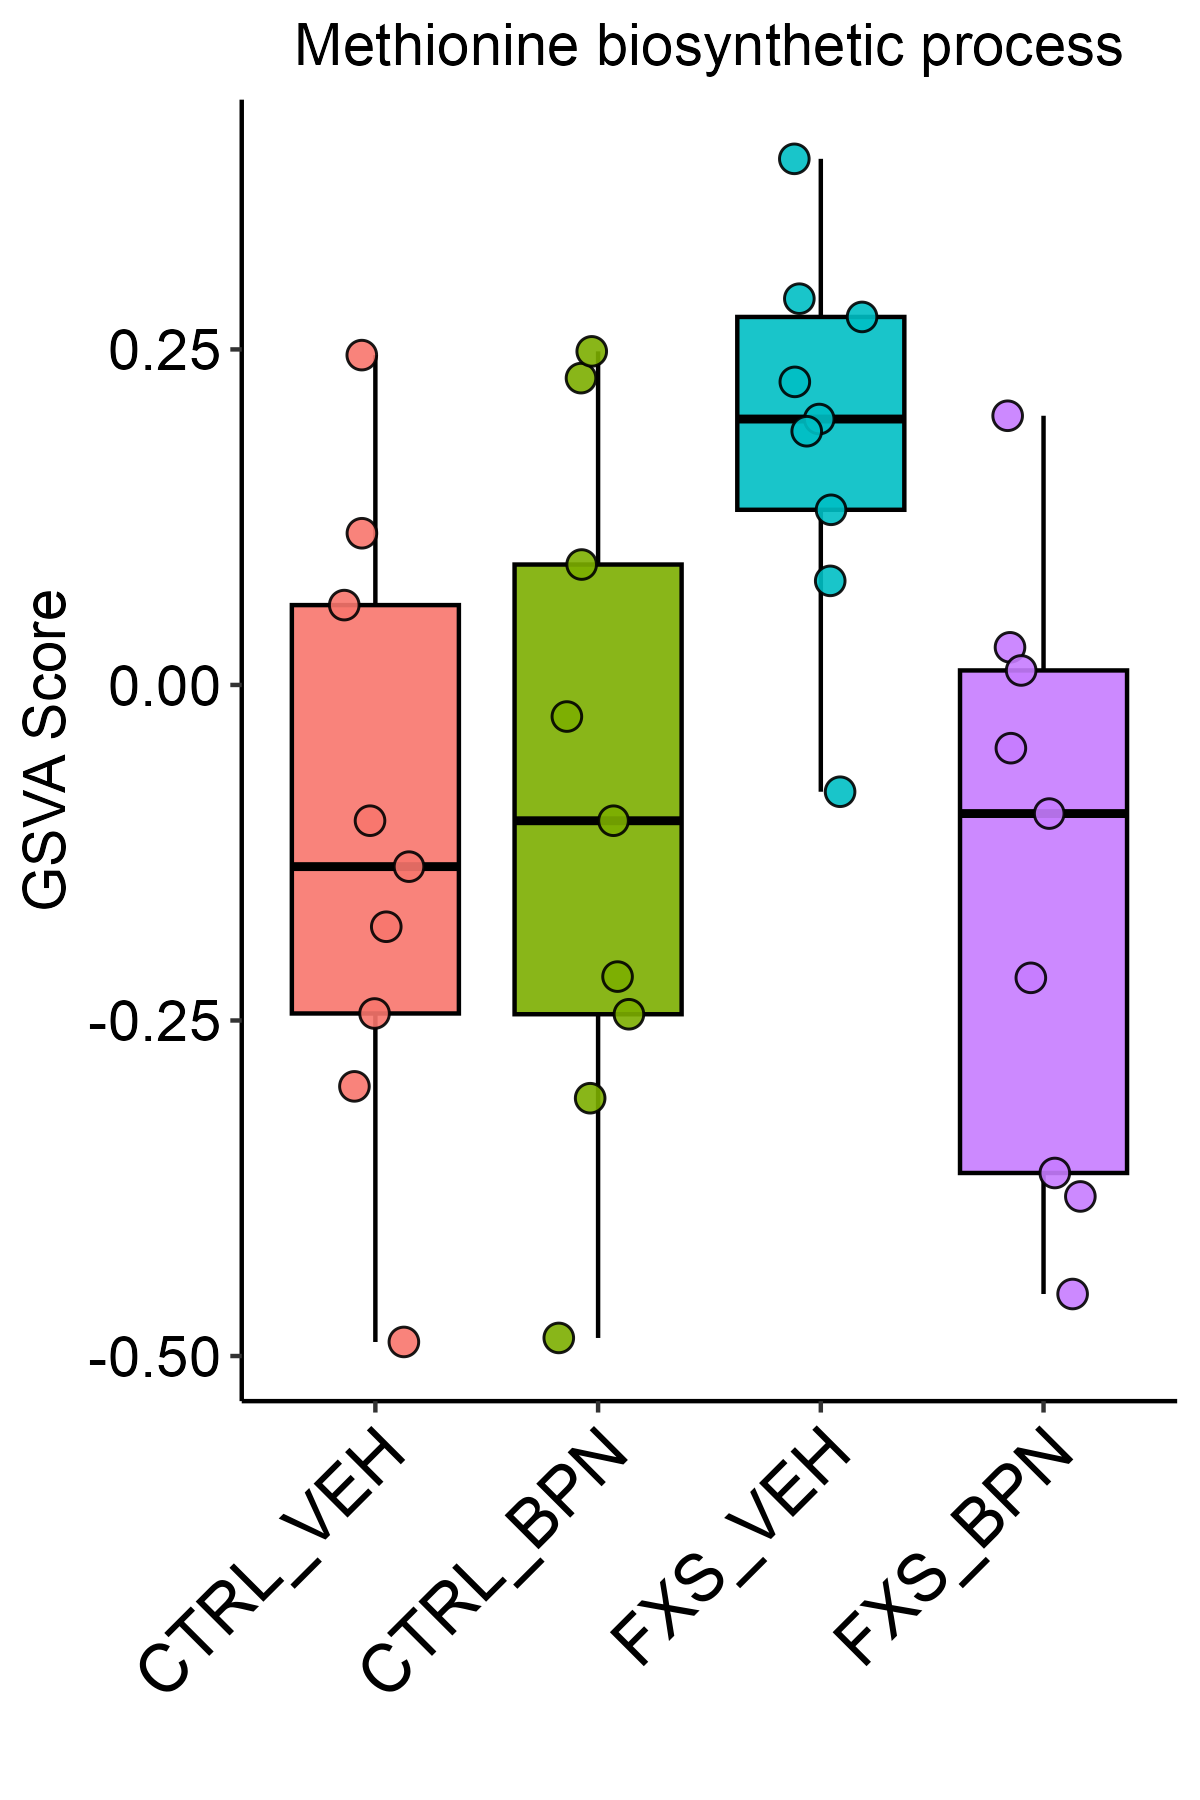 Methionine biosynthetic process
GSVA Score
0.25
0.00
-0.25
-0.50
CTRL_VEH
CTRL_BPN
FXS_VEH
FXS_BPN